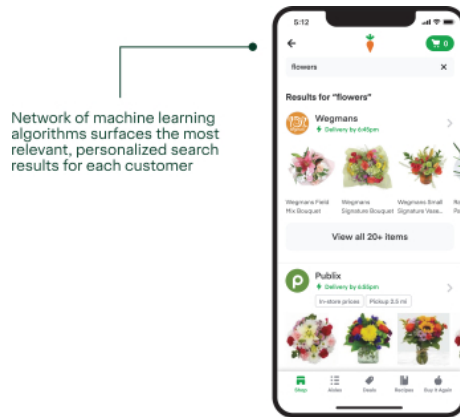 Network of machine learning
algorithms surfaces the most
relevant, personalized search
results for each customer
5:12
0
flowers
Results for "flowers"
Wegmans
Delivery by 6:45pm
Wegmans Field
Mix Bouquet
Wegmans
Signature Bouquet
Wegmans Small
Signature Vase...
View all 20+ items
Publix
Delivery by 6:55pm
In-store prices
Pickup 2.5 mi
Shop
Aisles
Deals
Recipes
Buy It Again